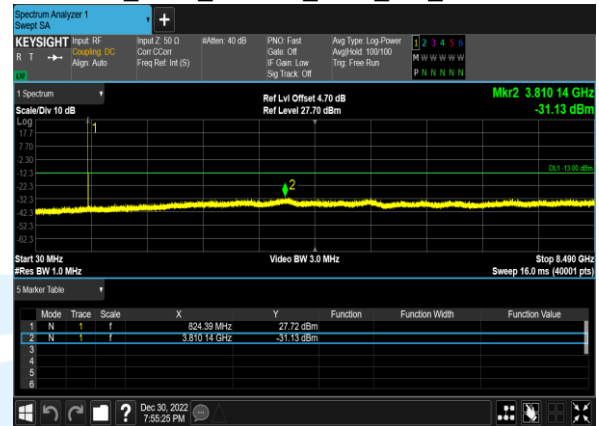 Spectrum Analyzer 1
Swept SA
+
KEYSIGHT Input: RF Input Z: 50 Ω #Atten: 40 dB PNO: Fast Avg Type: Log-Power 1 2 3 4 5 6
R T Coupling: DC Corr CCorr Gate: Off Avg|Hold: 100/100 M W W W W W
Align: Auto Freq Ref: Int (S) IF Gain: Low Trig: Free Run P N N N N N
Sig Track: Off
1 Spectrum Ref Lvl Offset 4.70 dB Mkr2 3.810 14 GHz
Scale/Div 10 dB Ref Level 27.70 dBm -31.13 dBm
Log
1
17.7
7.70
-2.30
DL1 -13.00 dBm
-12.3
-22.3
2
-32.3
-42.3
-52.3
-62.3
Start 30 MHz Video BW 3.0 MHz Stop 8.490 GHz
#Res BW 1.0 MHz Sweep 16.0 ms (40001 pts)
5 Marker Table
Mode Trace Scale X Y Function Function Width Function Value
1 N 1 f 824.39 MHz 27.72 dBm
2 N 1 f 3.810 14 GHz -31.13 dBm
3
4
5
6
? Dec 30, 2022
7:55:25 PM